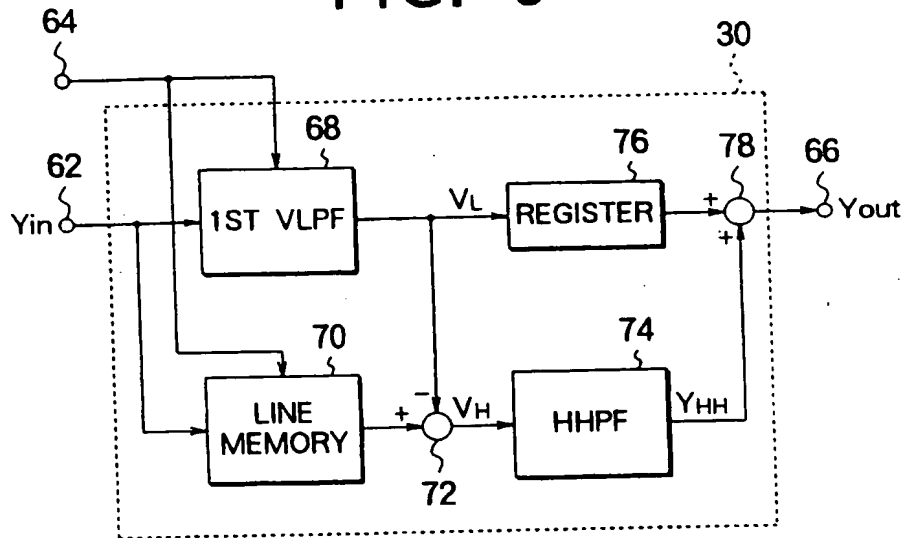 64
30
62
68
76
78
66
Yin
1ST VLPF
VL
REGISTER
+
+
Yout
70
74
LINE
MEMORY
+
−
VH
HHPF
YHH
72